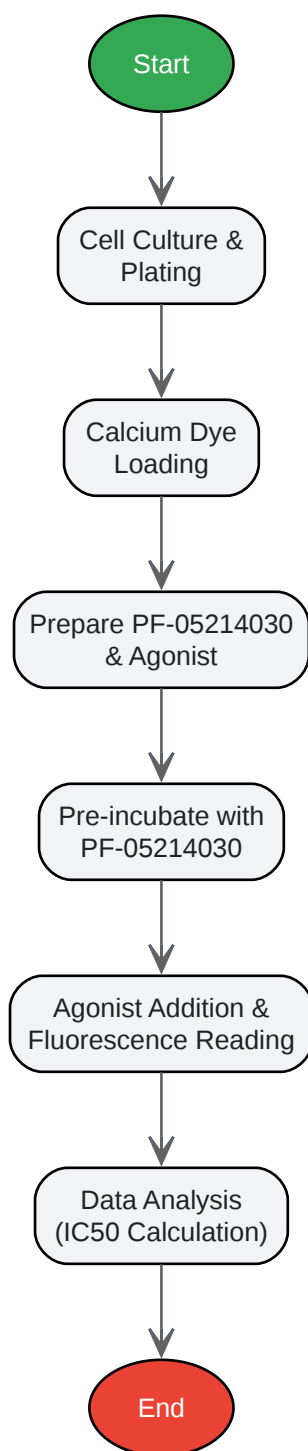 Start
Cell Culture &
Plating
Calcium Dye
Loading
Prepare PF-05214030
& Agonist
Pre-incubate with
PF-05214030
Agonist Addition &
Fluorescence Reading
Data Analysis
(IC50 Calculation)
End